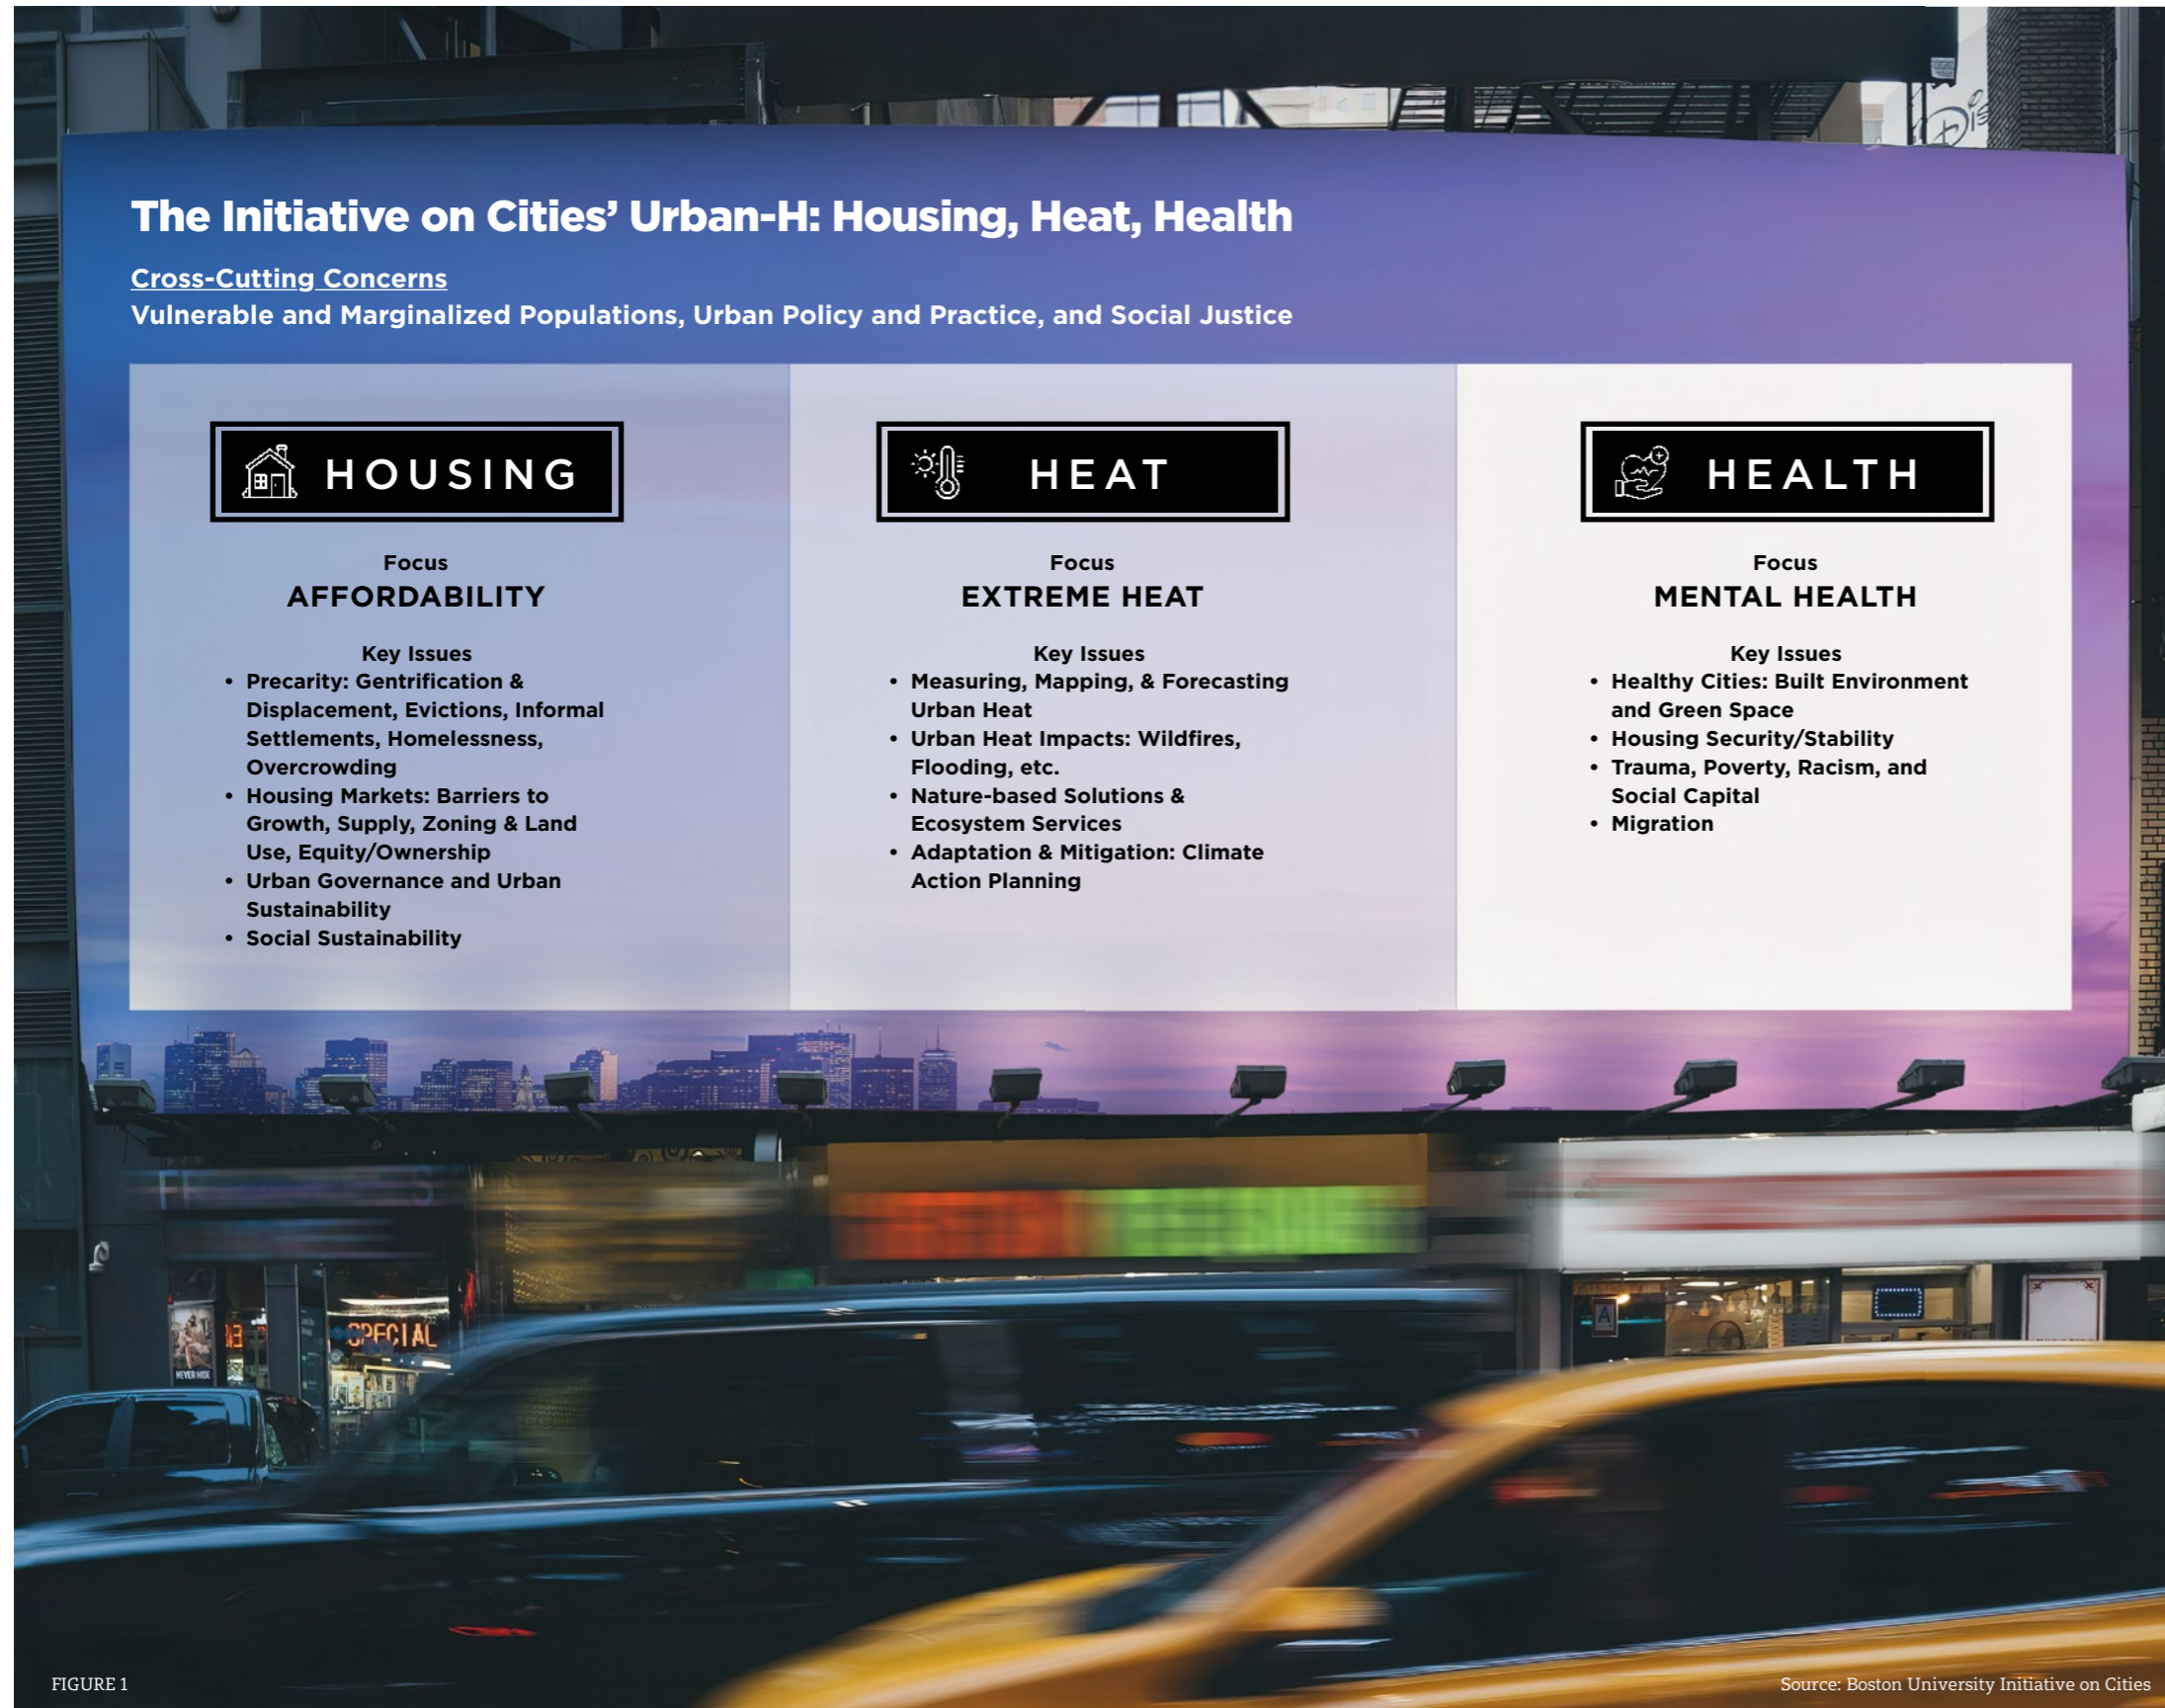 The Initiative on Cities’ Urban-H: Housing, Heat, Health
Cross-Cutting Concerns
Vulnerable and Marginalized Populations, Urban Policy and Practice, and Social Justice
HOUSING
Focus
AFFORDABILITY
Key Issues
• Precarity: Gentrification &
Displacement, Evictions, Informal
Settlements, Homelessness,
Overcrowding
• Housing Markets: Barriers to
Growth, Supply, Zoning & Land
Use, Equity/Ownership
• Urban Governance and Urban
Sustainability
• Social Sustainability
HEAT
Focus
EXTREME HEAT
Key Issues
• Measuring, Mapping, & Forecasting
Urban Heat
• Urban Heat Impacts: Wildfires,
Flooding, etc.
• Nature-based Solutions &
Ecosystem Services
• Adaptation & Mitigation: Climate
Action Planning
HEALTH
Focus
MENTAL HEALTH
Key Issues
• Healthy Cities: Built Environment
and Green Space
• Housing Security/Stability
• Trauma, Poverty, Racism, and
Social Capital
• Migration
SPECIAL
NEVER HIDE
A
FIGURE 1
Source: Boston University Initiative on Cities